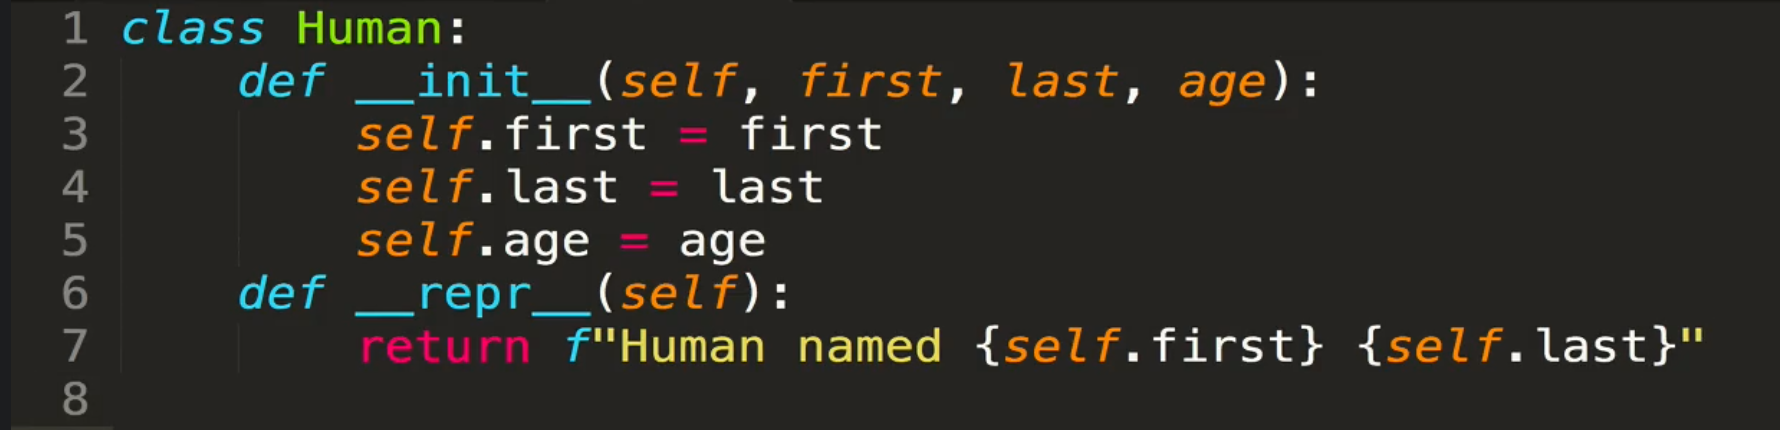 1 class Human:
2     def __init__(self, first, last, age):
3         self.first = first
4         self.last = last
5         self.age = age
6     def __repr__(self):
7         return f"Human named {self.first} {self.last}"
8